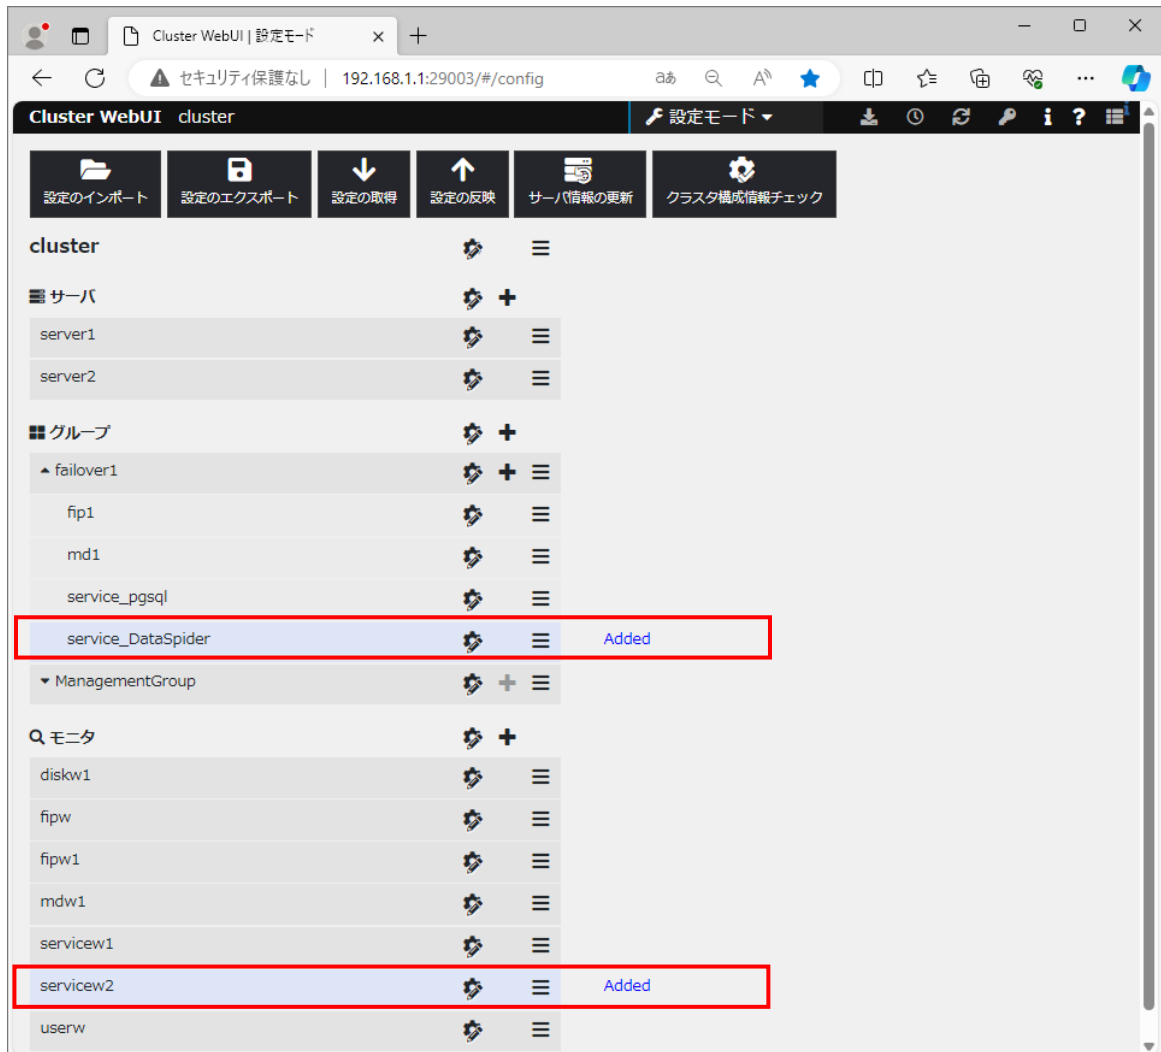 Cluster WebUI | 設定モード
セキュリティ保護なし | 192.168.1.1:29003/#/config aあ A
Cluster WebUI cluster 設定モード i ? i
設定のインポート 設定のエクスポート 設定の取得 設定の反映 サーバ情報の更新 クラスタ構成情報チェック
cluster
サーバ
server1
server2
グループ
failover1
fip1
md1
service_pgsql
service_DataSpider Added
ManagementGroup
モニタ
diskw1
fipw
fipw1
mdw1
servicew1
servicew2 Added
userw